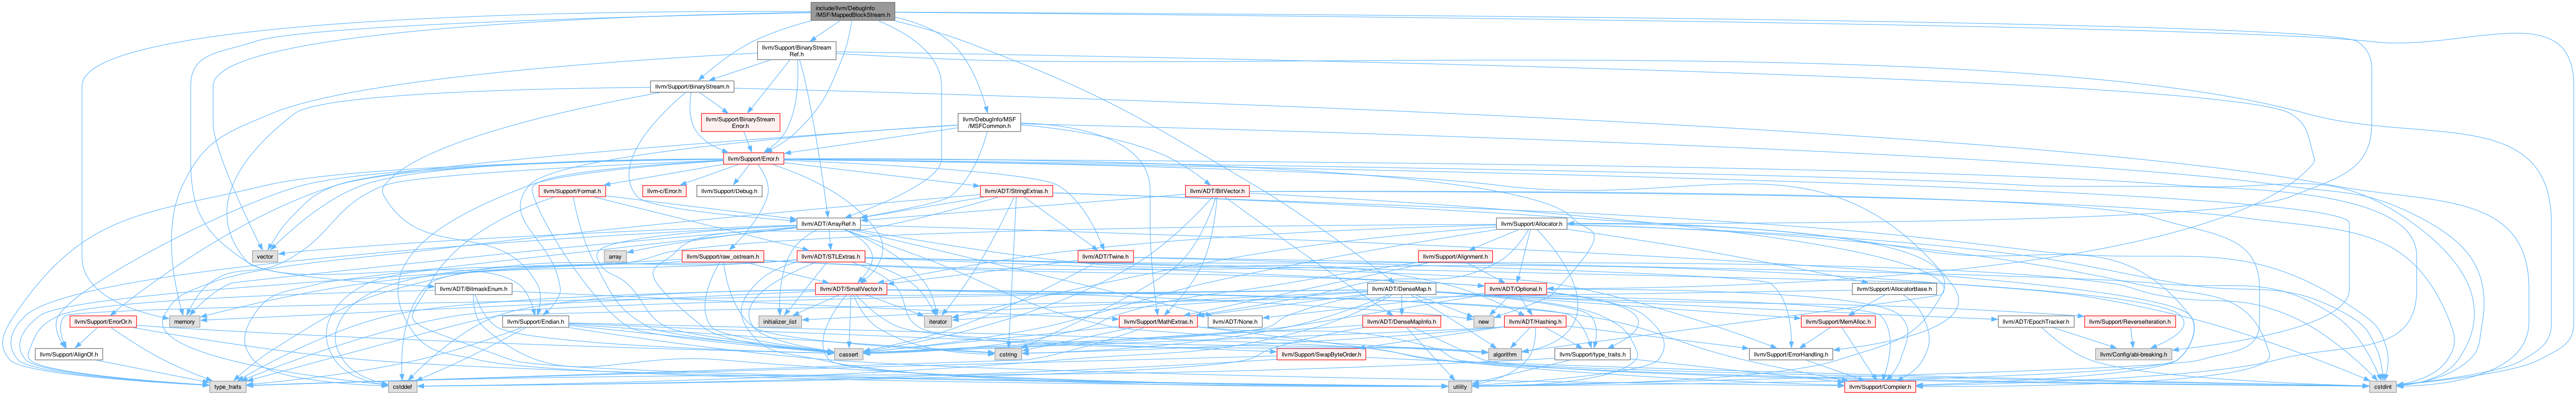 include/llvm/DebugInfo
/MSF/MappedBlockStream.h
llvm/Support/BinaryStream
Ref.h
llvm/Support/BinaryStream.h
llvm/Support/BinaryStream
Error.h
llvm/DebugInfo/MSF
/MSFCommon.h
llvm/Support/Error.h
llvm/Support/Format.h
llvm-c/Error.h
llvm/Support/Debug.h
llvm/ADT/StringExtras.h
llvm/ADT/BitVector.h
llvm/ADT/ArrayRef.h
llvm/Support/Allocator.h
vector
array
llvm/Support/raw_ostream.h
llvm/ADT/STLExtras.h
llvm/ADT/Twine.h
llvm/Support/Alignment.h
llvm/ADT/BitmaskEnum.h
llvm/ADT/SmallVector.h
llvm/ADT/DenseMap.h
llvm/ADT/Optional.h
llvm/Support/AllocatorBase.h
memory
llvm/Support/ErrorOr.h
llvm/Support/Endian.h
initializer_list
iterator
llvm/Support/MathExtras.h
llvm/ADT/None.h
llvm/ADT/DenseMapInfo.h
new
llvm/ADT/Hashing.h
llvm/Support/MemAlloc.h
llvm/ADT/EpochTracker.h
llvm/Support/ReverseIteration.h
llvm/Support/AlignOf.h
cassert
cstring
llvm/Support/SwapByteOrder.h
algorithm
llvm/Support/type_traits.h
llvm/Support/ErrorHandling.h
llvm/Config/abi-breaking.h
type_traits
cstddef
utility
llvm/Support/Compiler.h
cstdint